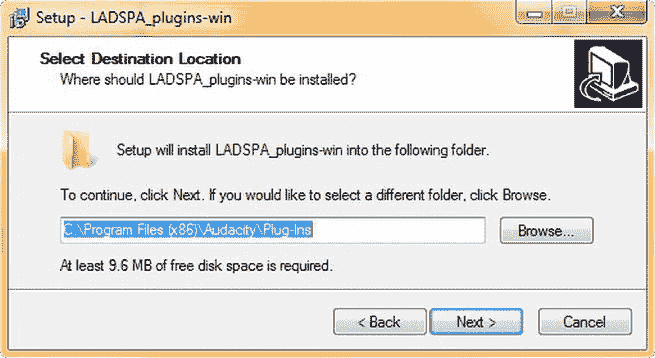 Setup - LADSPA_plugins-win
Select Destination Location
Where should LADSPA_plugins-win be installed?
Setup will install LADSPA_plugins-win into the following folder.
To continue, click Next. If you would like to select a different folder, click Browse.
C:\Program Files (x86)\Audacity\Plug-Ins
Browse...
At least 9.6 MB of free disk space is required.
< Back
Next >
Cancel